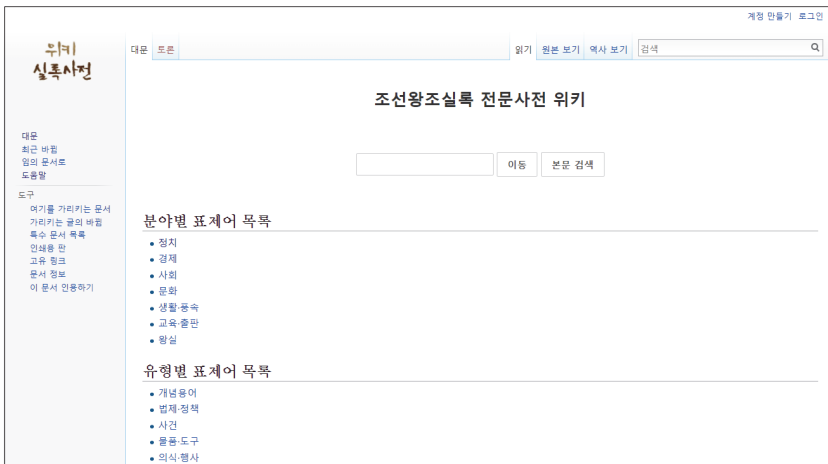 계정 만들기 로그인
위키
실록사전
대문 토론
읽기 원본 보기 역사 보기 검색
조선왕조실록 전문사전 위키
대문
최근 바뀜
임의 문서로
도움말
이동 본문 검색
도구
여기를 가리키는 문서
가리키는 글의 바뀜
특수 문서 목록
인쇄용 판
고유 링크
문서 정보
이 문서 인용하기
분야별 표제어 목록
정치
경제
사회
문화
생활·풍속
교육·출판
왕실
유형별 표제어 목록
개념용어
법제·정책
사건
물품·도구
의식·행사